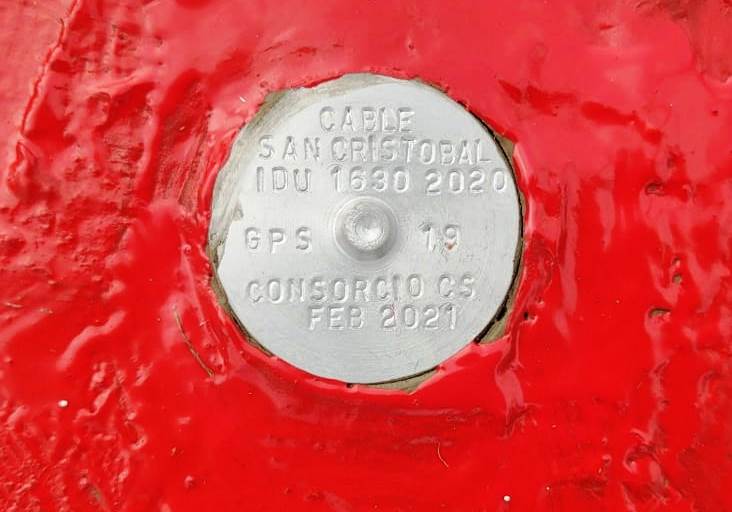 CABLE
SAN CRISTOBAL
IDU 1630 2020
GPS 19
CONSORCIO CS
FEB 2021